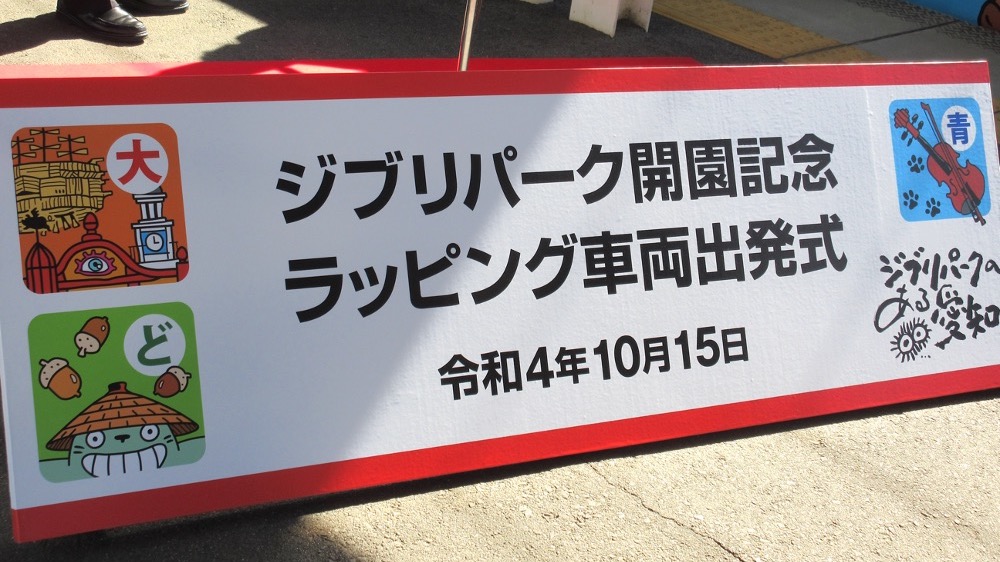 大
ど
ジブリパーク開園記念
ラッピング車両出発式
令和4年10月15日
青
ジブリパークの
ある愛知